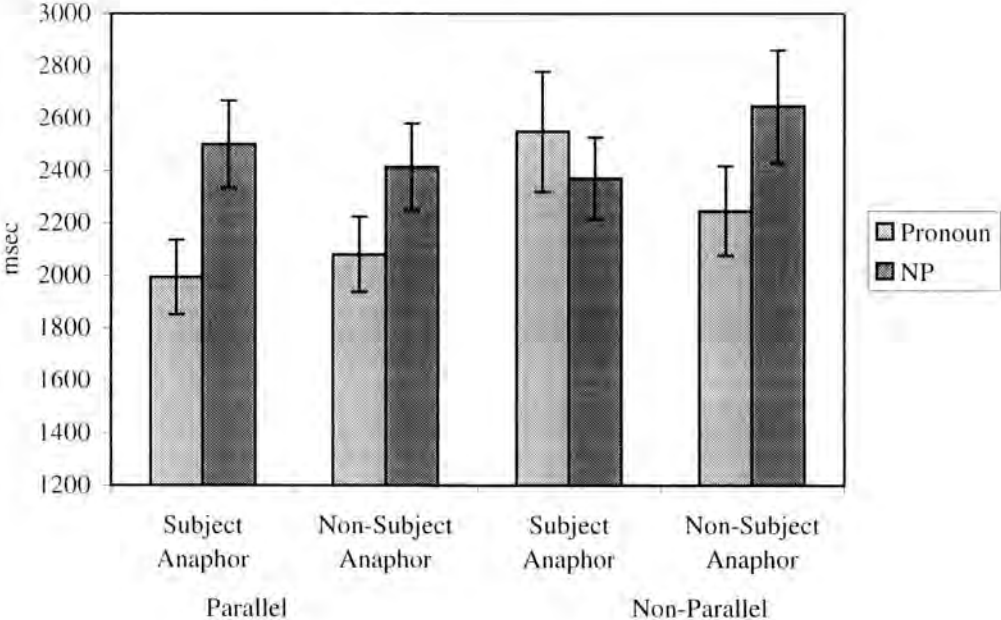 3000
2800
2600
2400
2200
2000
1800
1600
1400
1200
msec
Subject Anaphor
Non-Subject Anaphor
Subject Anaphor
Non-Subject Anaphor
Parallel
Non-Parallel
Pronoun
NP